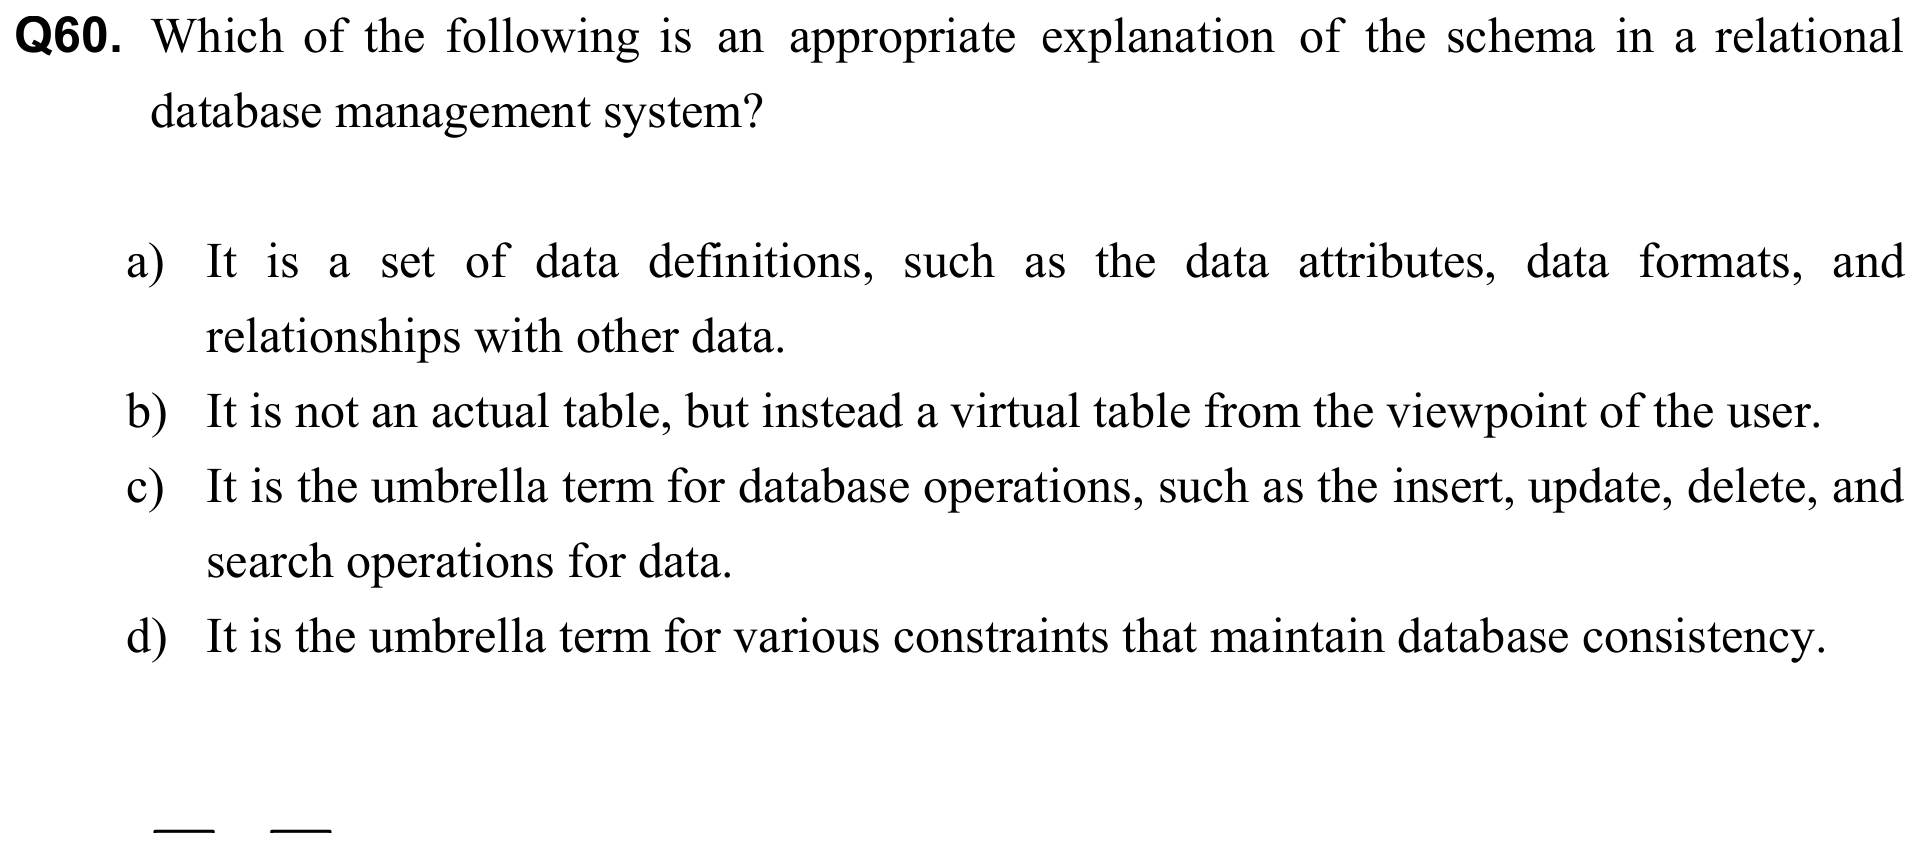 Q60. Which of the following is an appropriate explanation of the schema in a relational
database management system?
a) It is a set of data definitions, such as the data attributes, data formats, and
relationships with other data.
b) It is not an actual table, but instead a virtual table from the viewpoint of the user.
c) It is the umbrella term for database operations, such as the insert, update, delete, and
search operations for data.
d) It is the umbrella term for various constraints that maintain database consistency.